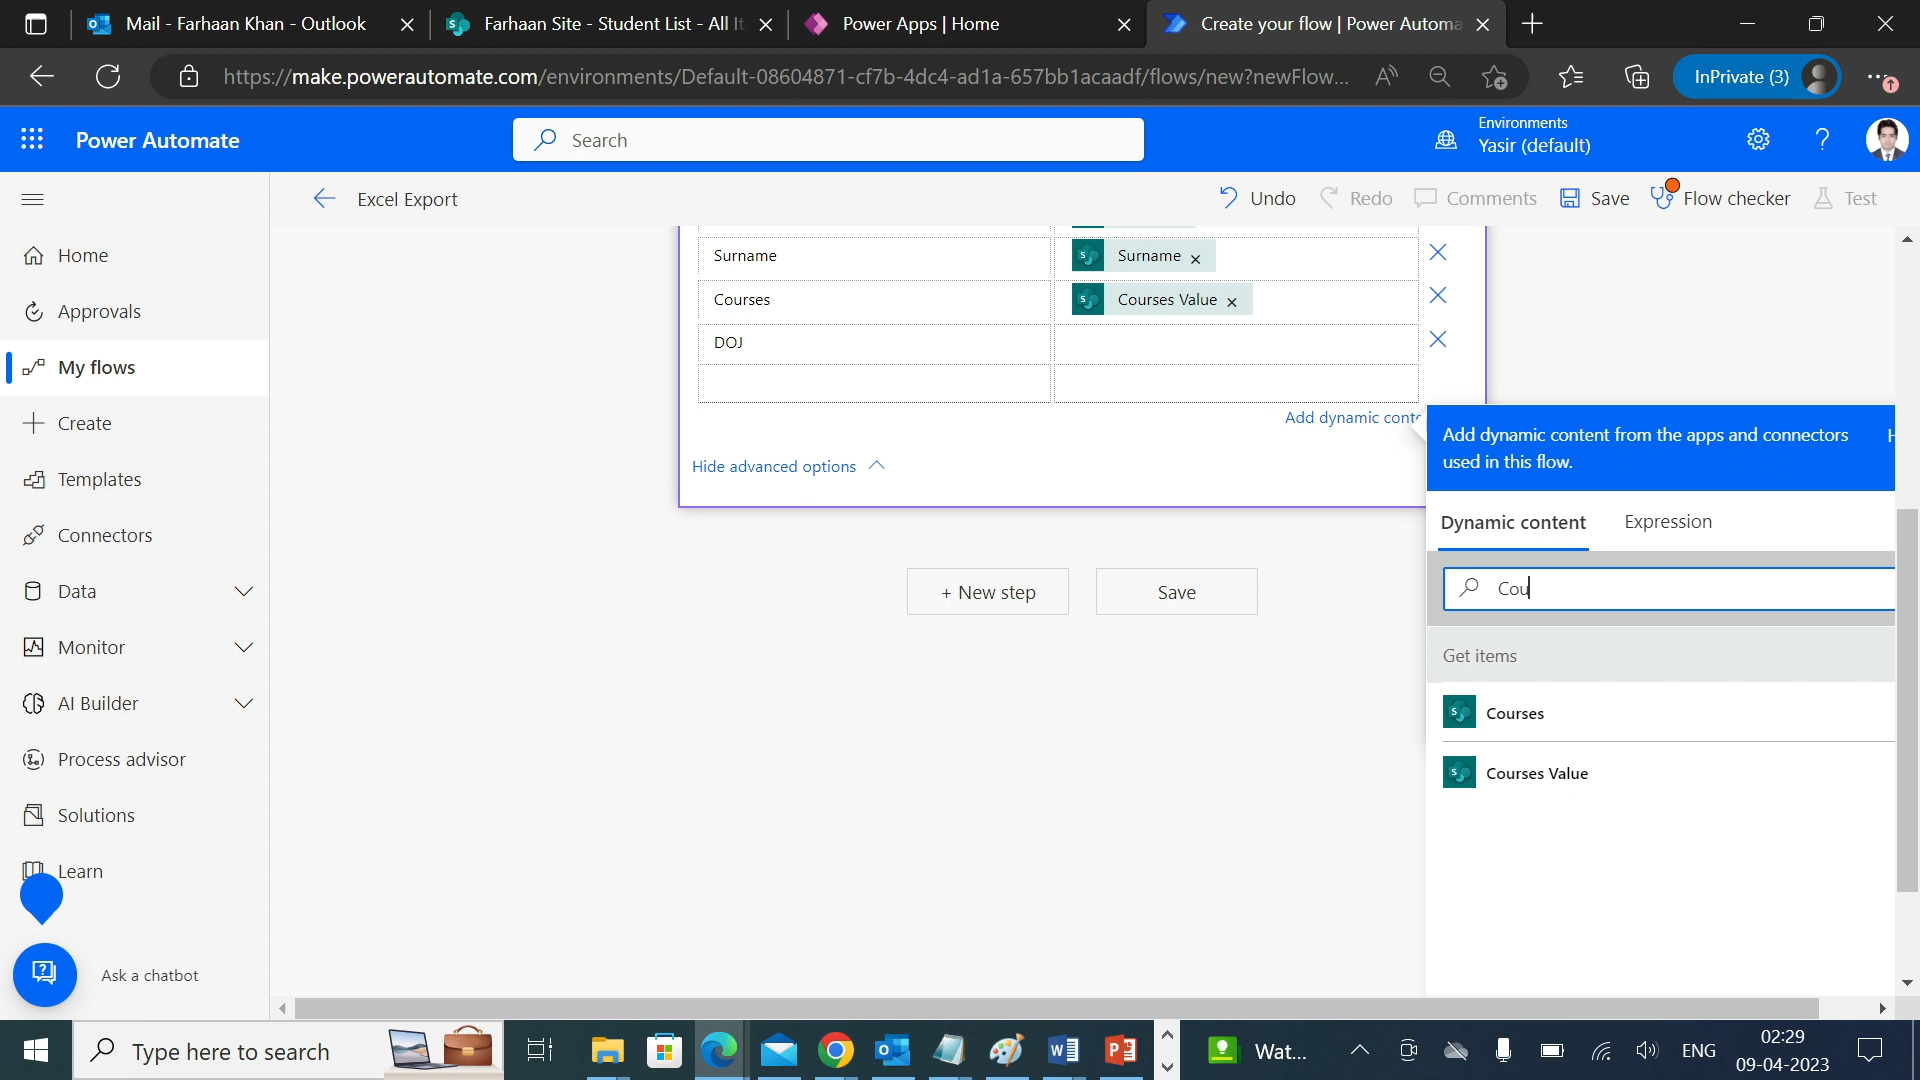 Mail - Farhaan Khan - Outlook
Farhaan Site - Student List - All It
Power Apps | Home
Create your flow | Power Automa
https://make.powerautomate.com/environments/Default-08604871-cf7b-4dc4-ad1a-657bb1acaadf/flows/new?newFlow...
InPrivate (3)
Power Automate
Search
Environments
Yasir (default)
Excel Export
Undo
Redo
Comments
Save
Flow checker
Test
Home
Approvals
My flows
Create
Templates
Connectors
Data
Monitor
AI Builder
Process advisor
Solutions
Learn
Ask a chatbot
Surname
Surname
Courses
Courses Value
DOJ
Add dynamic conte
Hide advanced options
+ New step
Save
Add dynamic content from the apps and connectors
used in this flow.
Dynamic content
Expression
Cou
Get items
Courses
Courses Value
Type here to search
Wat...
ENG
02:29
09-04-2023